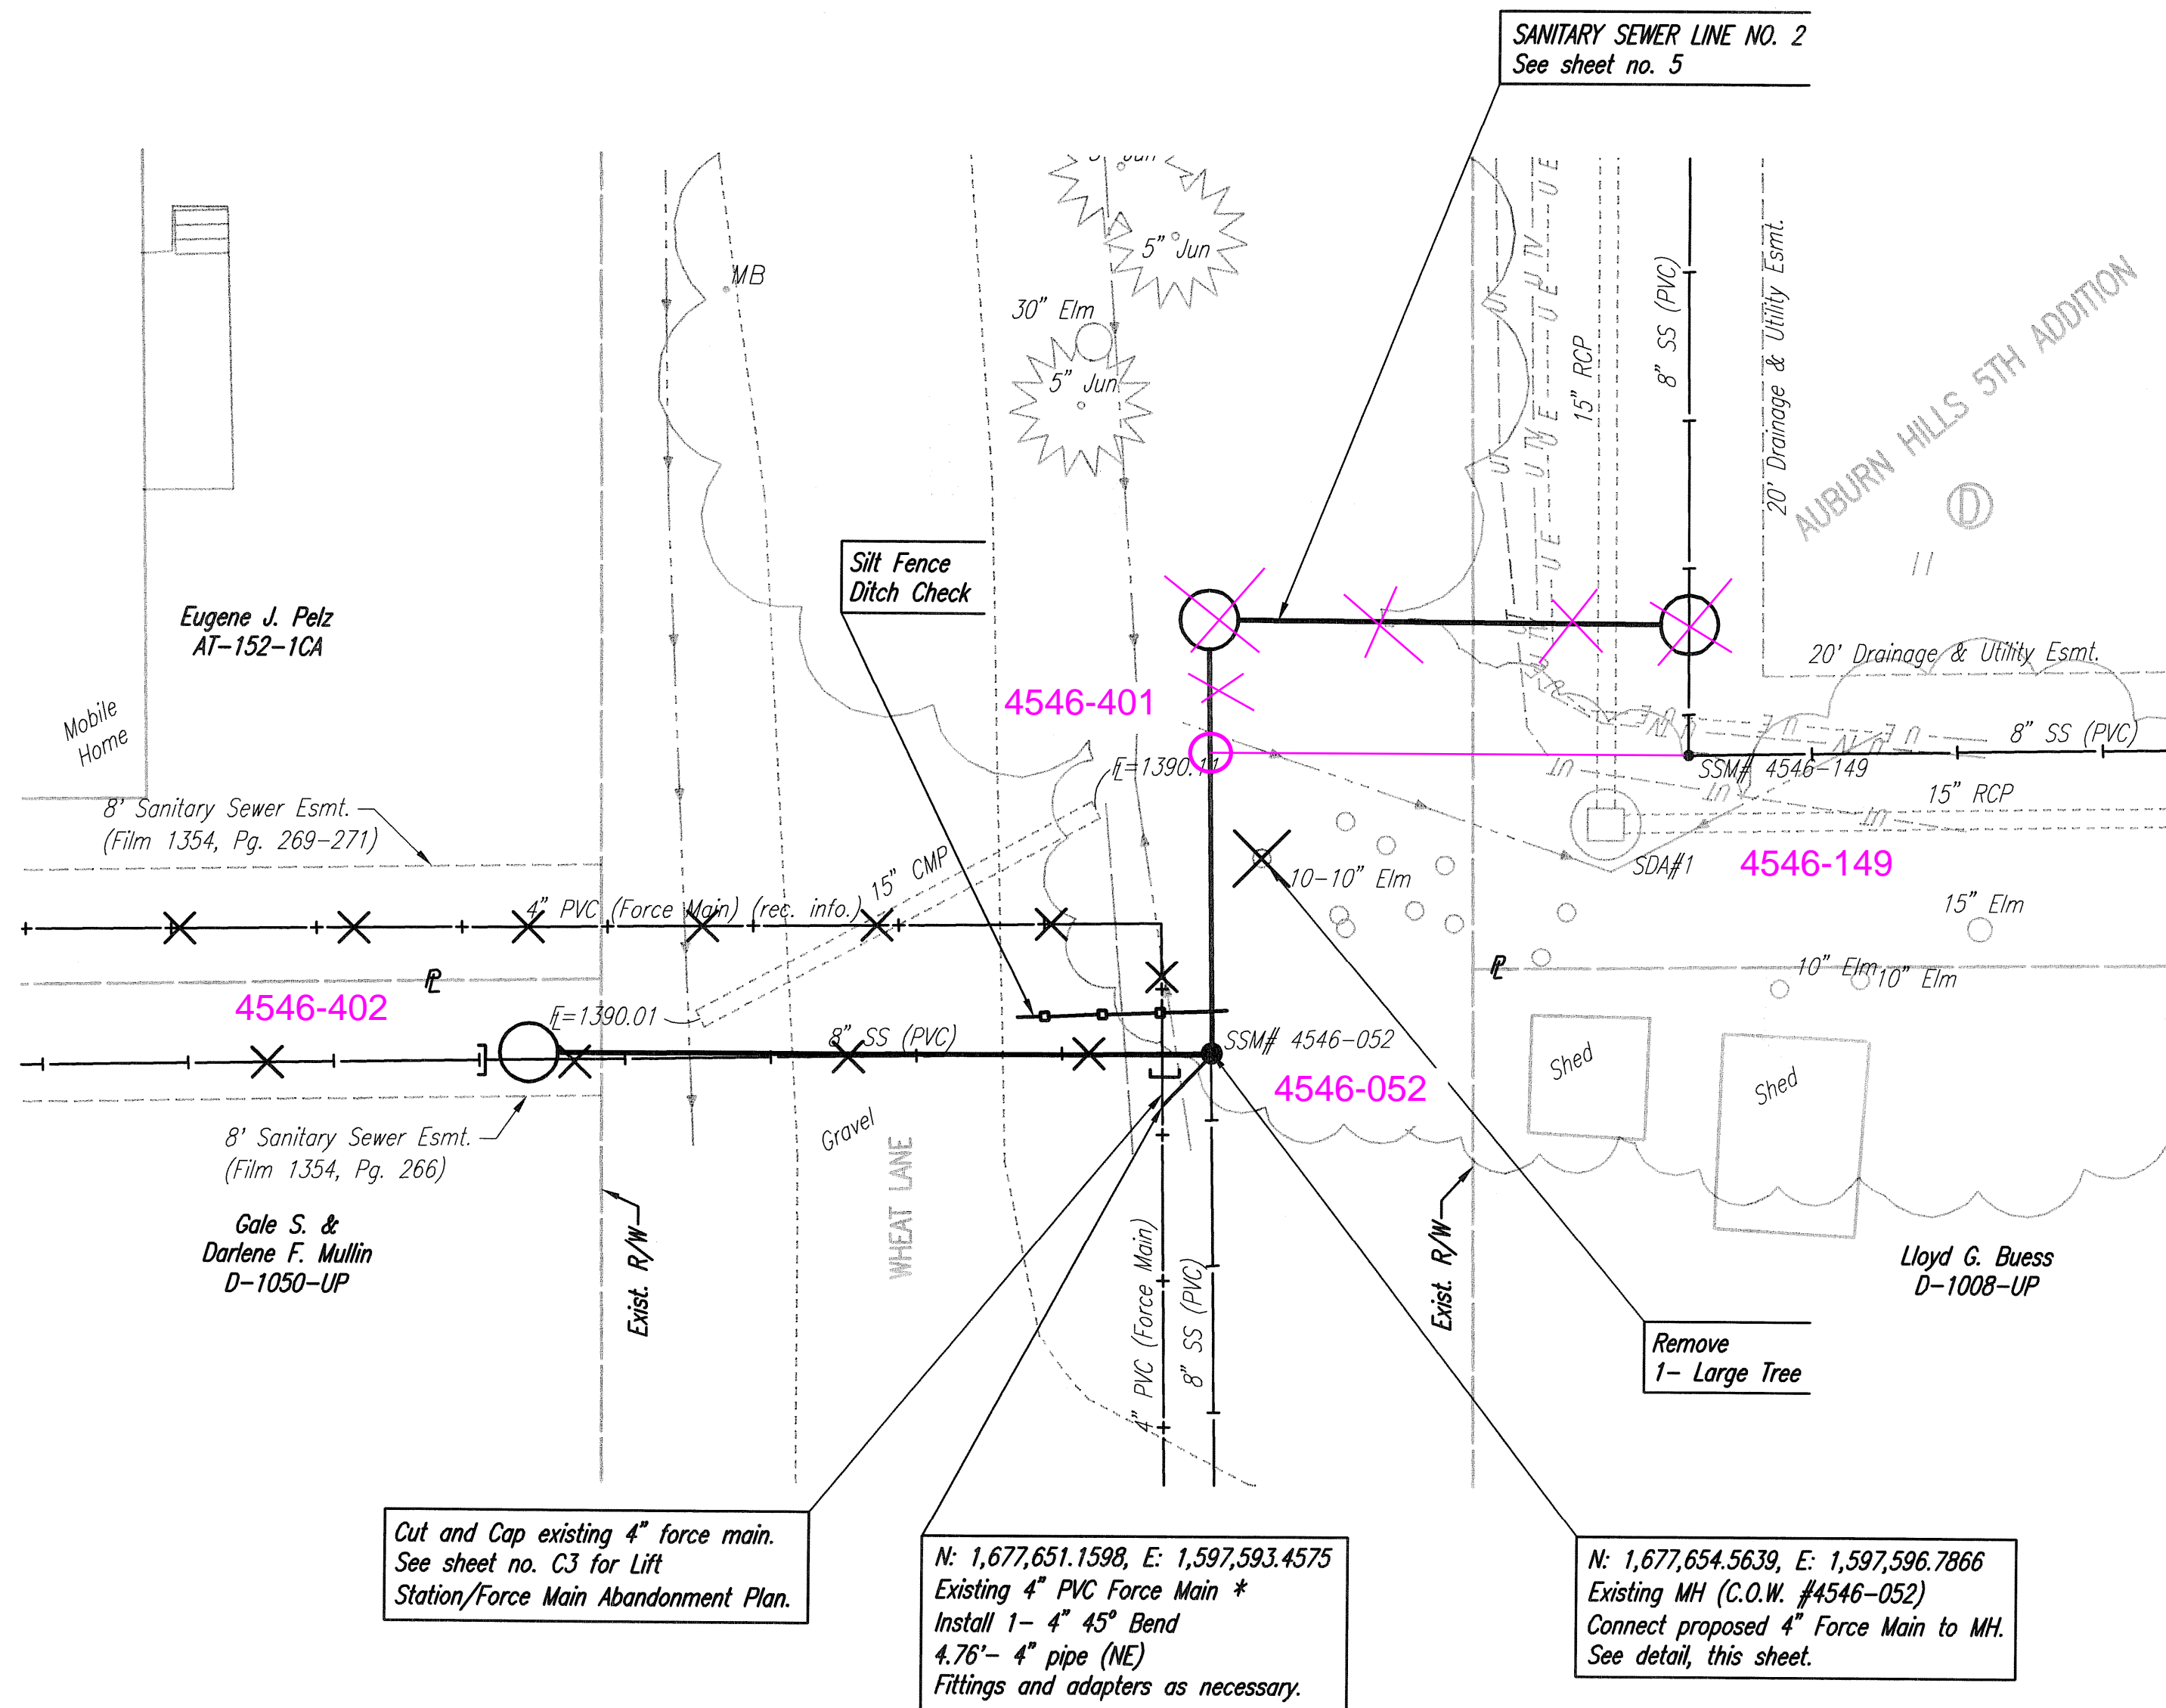 SANITARY SEWER LINE NO. 2
See sheet no. 5
5" Jun
MB
30" Elm
5" Jun
15" RCP
8" SS (PVC)
20' Drainage & Utility Esmt.
AUBURN HILLS 5TH ADDITION
D
11
Silt Fence
Ditch Check
Eugene J. Pelz
AT-152-1CA
Mobile
Home
4546-401
20' Drainage & Utility Esmt.
8" SS (PVC)
SSM# 4546-149
15" RCP
8' Sanitary Sewer Esmt.
(Film 1354, Pg. 269-271)
15" CMP
10-10" Elm
SDA#1
4546-149
15" Elm
4" PVC (Force Main) (rec. info.)
10" Elm
10" Elm
4546-402
FL=1390.01
8" SS (PVC)
SSM# 4546-052
4546-052
Shed
Shed
8' Sanitary Sewer Esmt.
(Film 1354, Pg. 266)
Gravel
WHEAT LANE
Gale S. &
Darlene F. Mullin
D-1050-UP
Exist. R/W
4" PVC (Force Main)
8" SS (PVC)
Exist. R/W
Lloyd G. Buess
D-1008-UP
Remove
1- Large Tree
Cut and Cap existing 4" force main.
See sheet no. C3 for Lift
Station/Force Main Abandonment Plan.
N: 1,677,651.1598, E: 1,597,593.4575
Existing 4" PVC Force Main *
Install 1- 4" 45° Bend
4.76'- 4" pipe (NE)
Fittings and adapters as necessary.
N: 1,677,654.5639, E: 1,597,596.7866
Existing MH (C.O.W. #4546-052)
Connect proposed 4" Force Main to MH.
See detail, this sheet.